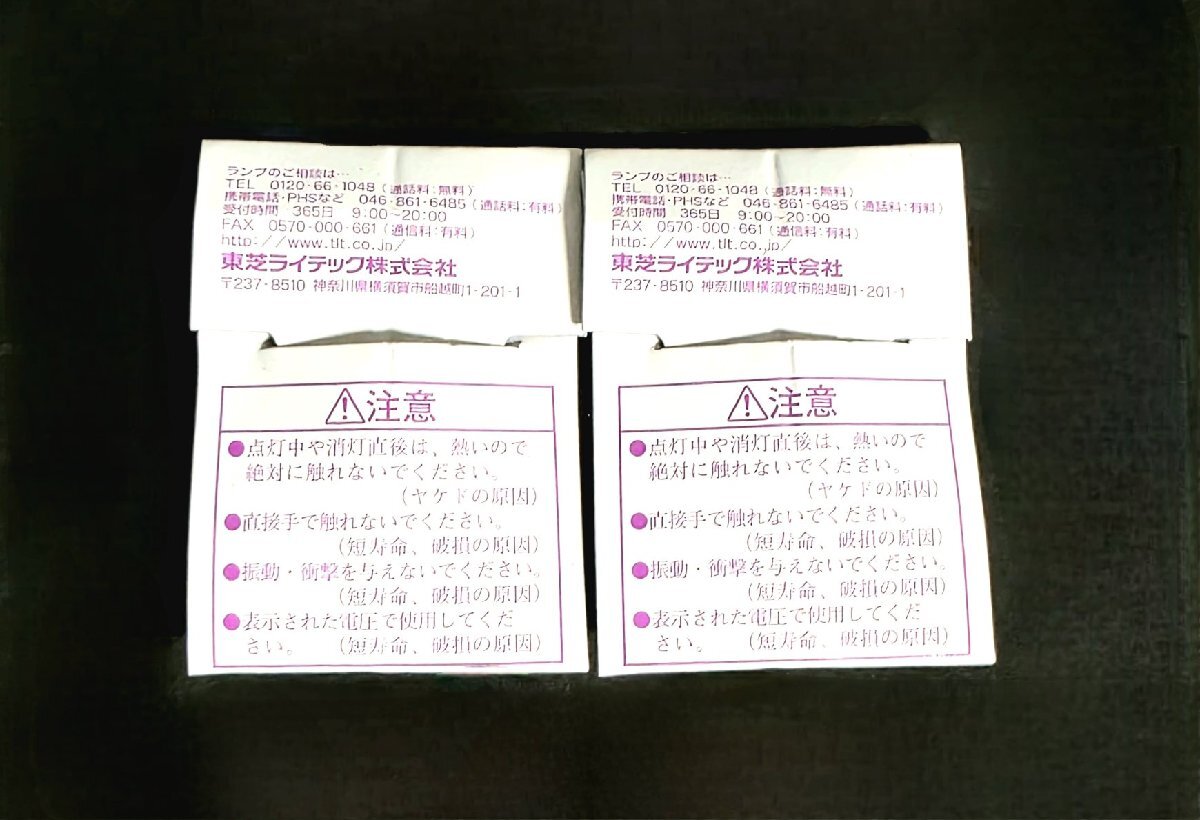 ランプのご相談は…
TEL 0120-66-1048(通話料:無料)
携帯電話・PHSなど 046-861-6485(通話料:有料)
受付時間 365日 9:00~20:00
FAX 0570-000-661(通信料:有料)
http://www.tlt.co.jp/
東芝ライテック株式会社
〒237-8510 神奈川県横須賀市船越町1-201-1
⚠注意
●点灯中や消灯直後は、熱いので
絶対に触れないでください。
(ヤケドの原因)
●直接手で触れないでください。
(短寿命、破損の原因)
●振動・衝撃を与えないでください。
(短寿命、破損の原因)
●表示された電圧で使用してくだ
さい。 (短寿命、破損の原因)
ランプのご相談は…
TEL 0120-66-1048(通話料:無料)
携帯電話・PHSなど 046-861-6485(通話料:有料)
受付時間 365日 9:00~20:00
FAX 0570-000-661(通信料:有料)
http://www.tlt.co.jp/
東芝ライテック株式会社
〒237-8510 神奈川県横須賀市船越町1-201-1
⚠注意
●点灯中や消灯直後は、熱いので
絶対に触れないでください。
(ヤケドの原因)
●直接手で触れないでください。
(短寿命、破損の原因)
●振動・衝撃を与えないでください。
(短寿命、破損の原因)
●表示された電圧で使用してくだ
さい。 (短寿命、破損の原因)